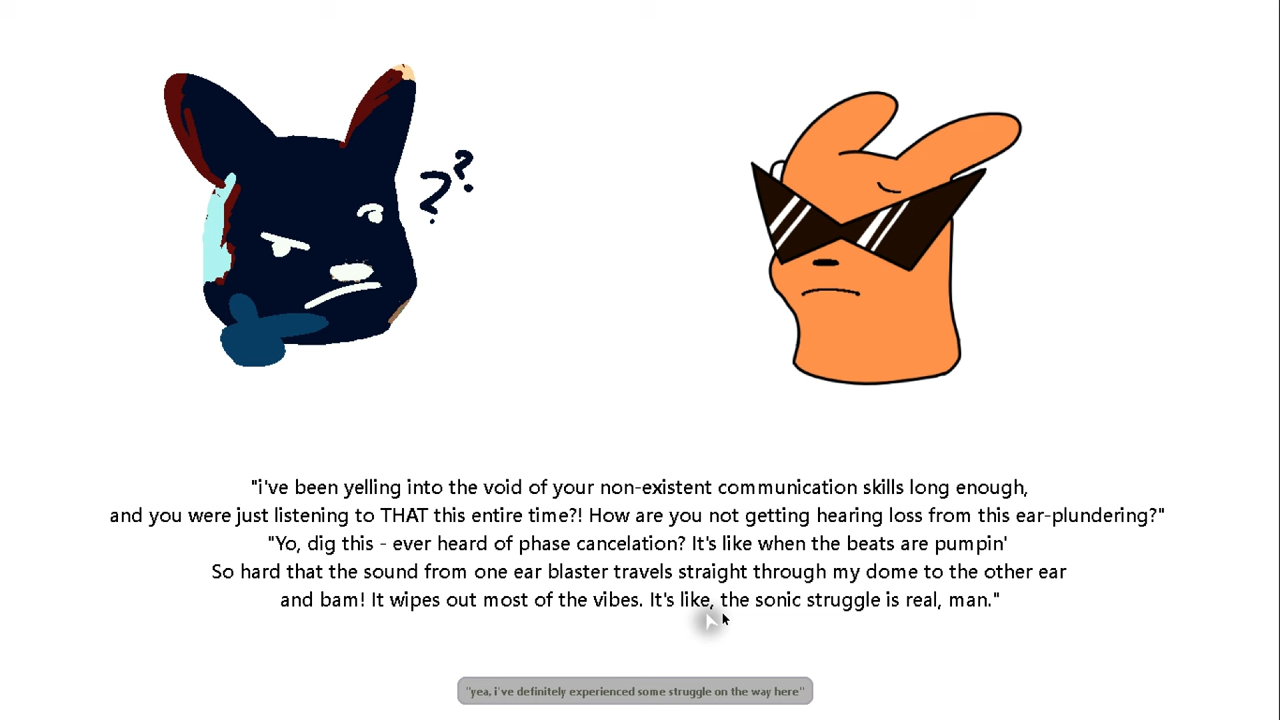 ??
"i've been yelling into the void of your non-existent communication skills long enough,
and you were just listening to THAT this entire time?! How are you not getting hearing loss from this ear-plundering?"
"Yo, dig this - ever heard of phase cancelation? It's like when the beats are pumpin'
So hard that the sound from one ear blaster travels straight through my dome to the other ear
and bam! It wipes out most of the vibes. It's like, the sonic struggle is real, man."
"yea, i've definitely experienced some struggle on the way here"